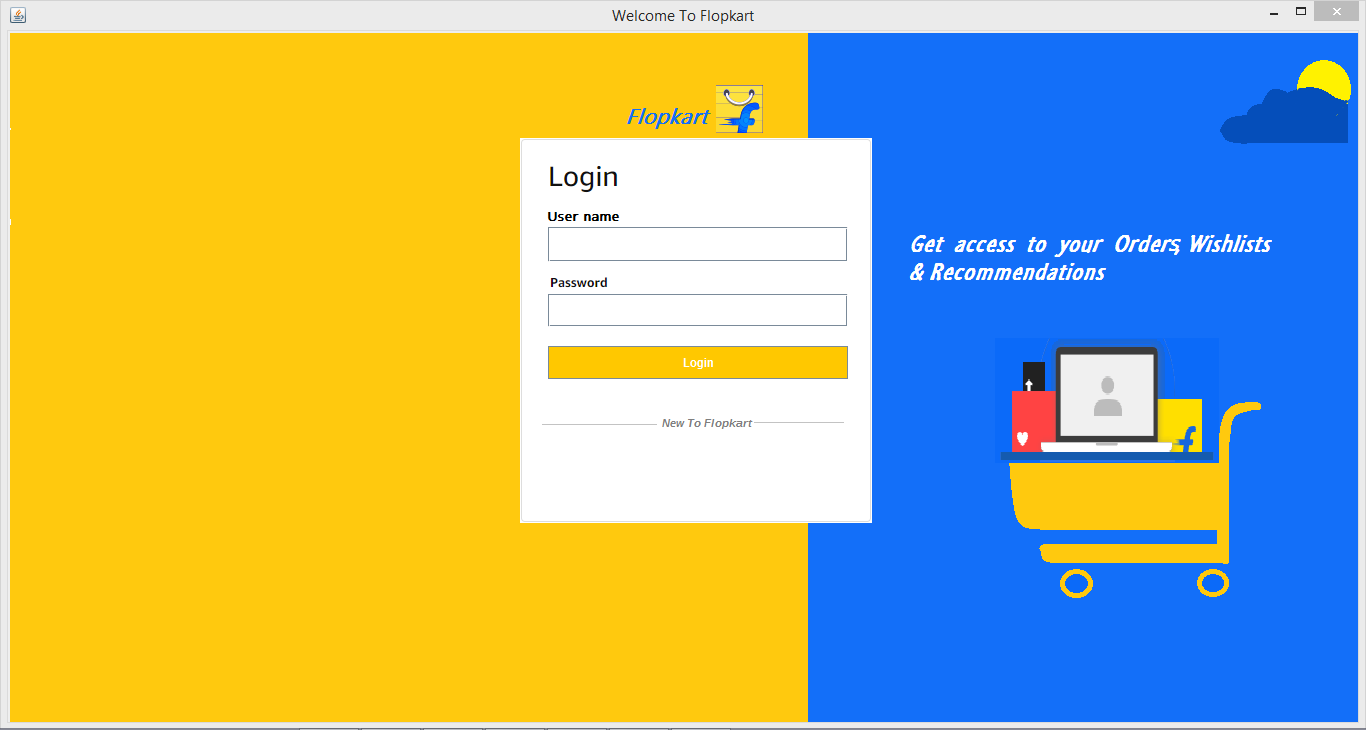 Welcome To Flopkart
Flopkart
Login
User name
Password
Login
New To Flopkart
Get access to your Orders, Wishlists
& Recommendations